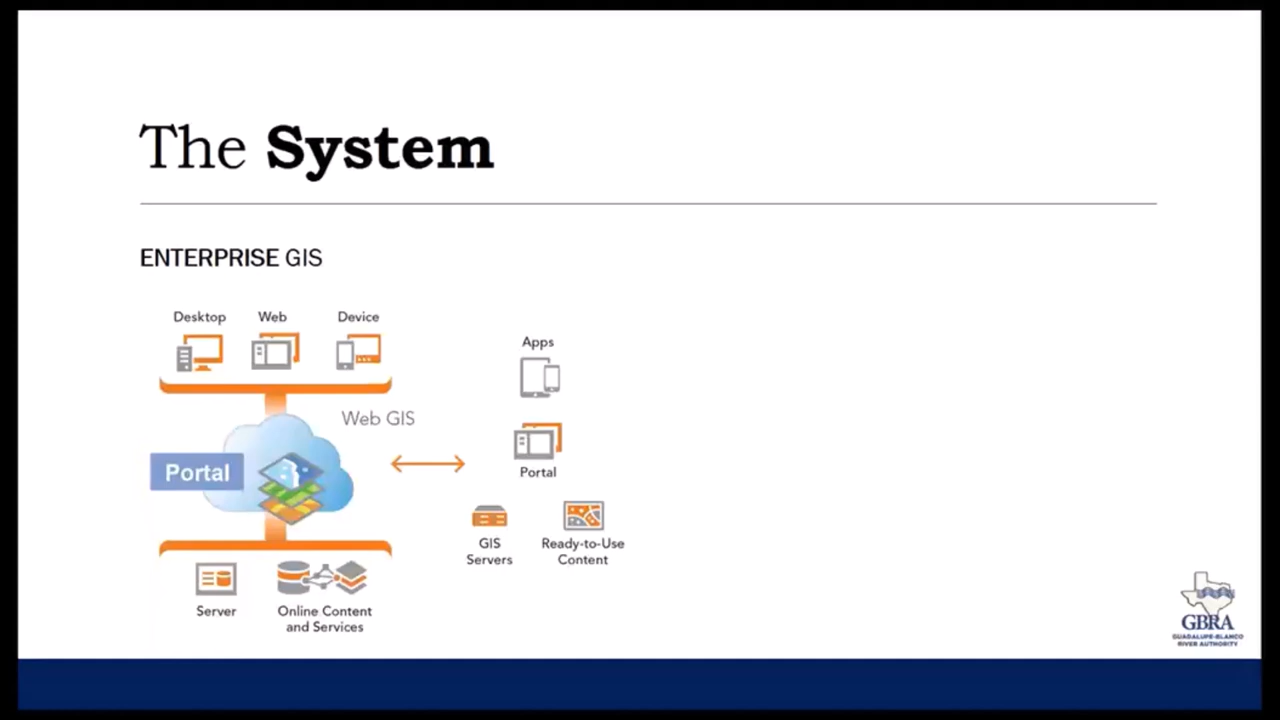 The System
ENTERPRISE GIS
Desktop
Web
Device
Web GIS
Portal
Server
Online Content
and Services
Apps
Portal
GIS
Servers
Ready-to-Use
Content
GBRA
GUADALUPE-BLANCO
RIVER AUTHORITY